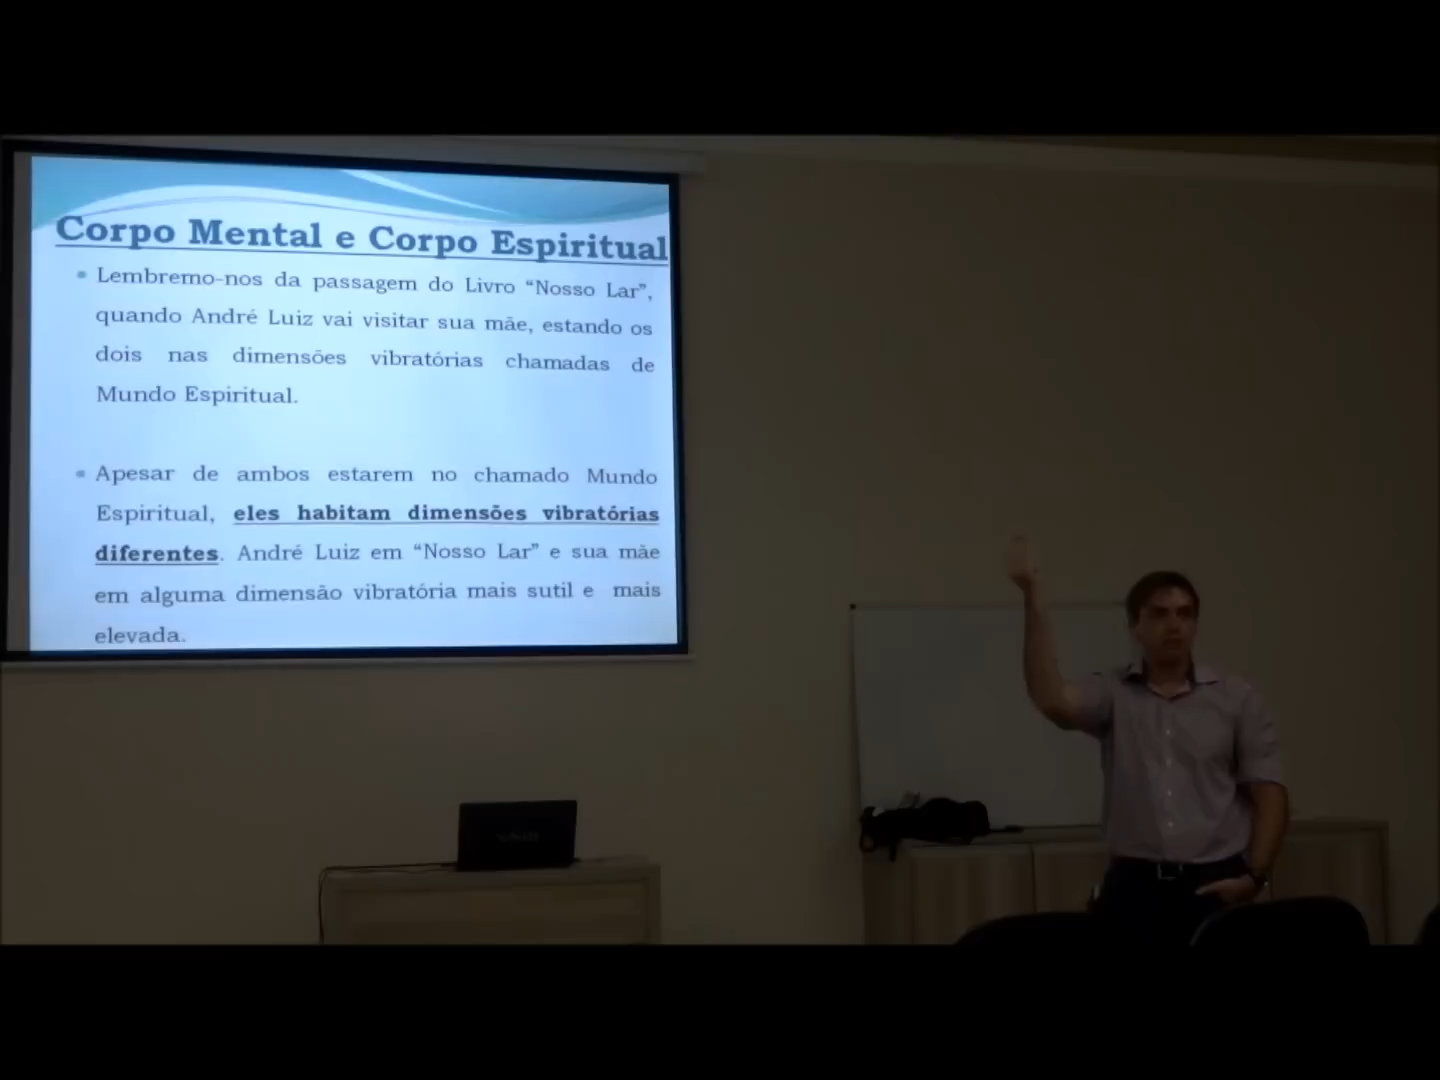 Corpo Mental e Corpo Espiritual
Lembremo-nos da passagem do Livro “Nosso Lar”,
quando André Luiz vai visitar sua mãe, estando os
dois nas dimensões vibratórias chamadas de
Mundo Espiritual.
Apesar de ambos estarem no chamado Mundo
Espiritual, eles habitam dimensões vibratórias
diferentes. André Luiz em “Nosso Lar” e sua mãe
em alguma dimensão vibratória mais sutil e mais
elevada.